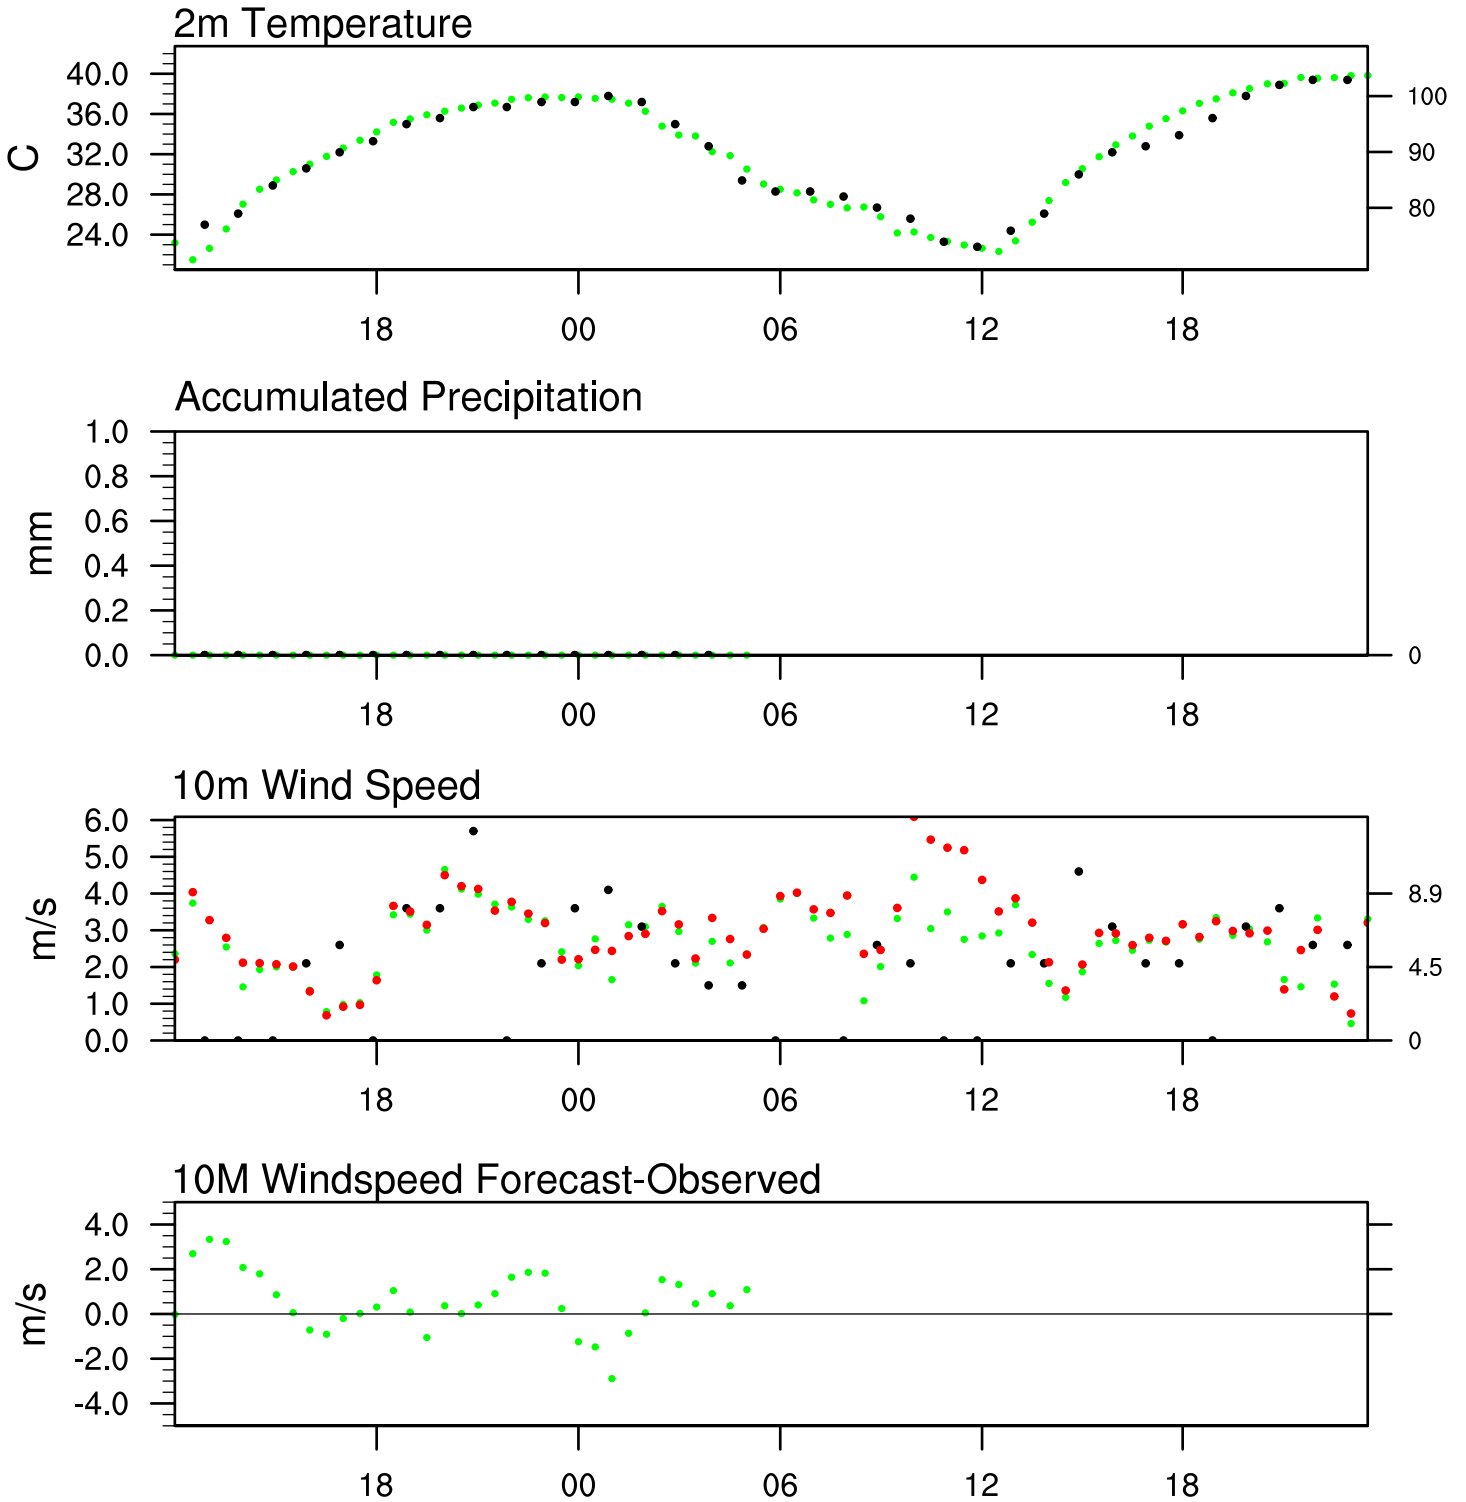 2m Temperature
C
40.0
36.0
32.0
28.0
24.0
100
90
80
18 00 06 12 18
Accumulated Precipitation
mm
1.0
0.8
0.6
0.4
0.2
0.0
0
18 00 06 12 18
10m Wind Speed
m/s
6.0
5.0
4.0
3.0
2.0
1.0
0.0
8.9
4.5
0
18 00 06 12 18
10M Windspeed Forecast-Observed
m/s
4.0
2.0
0.0
-2.0
-4.0
18 00 06 12 18